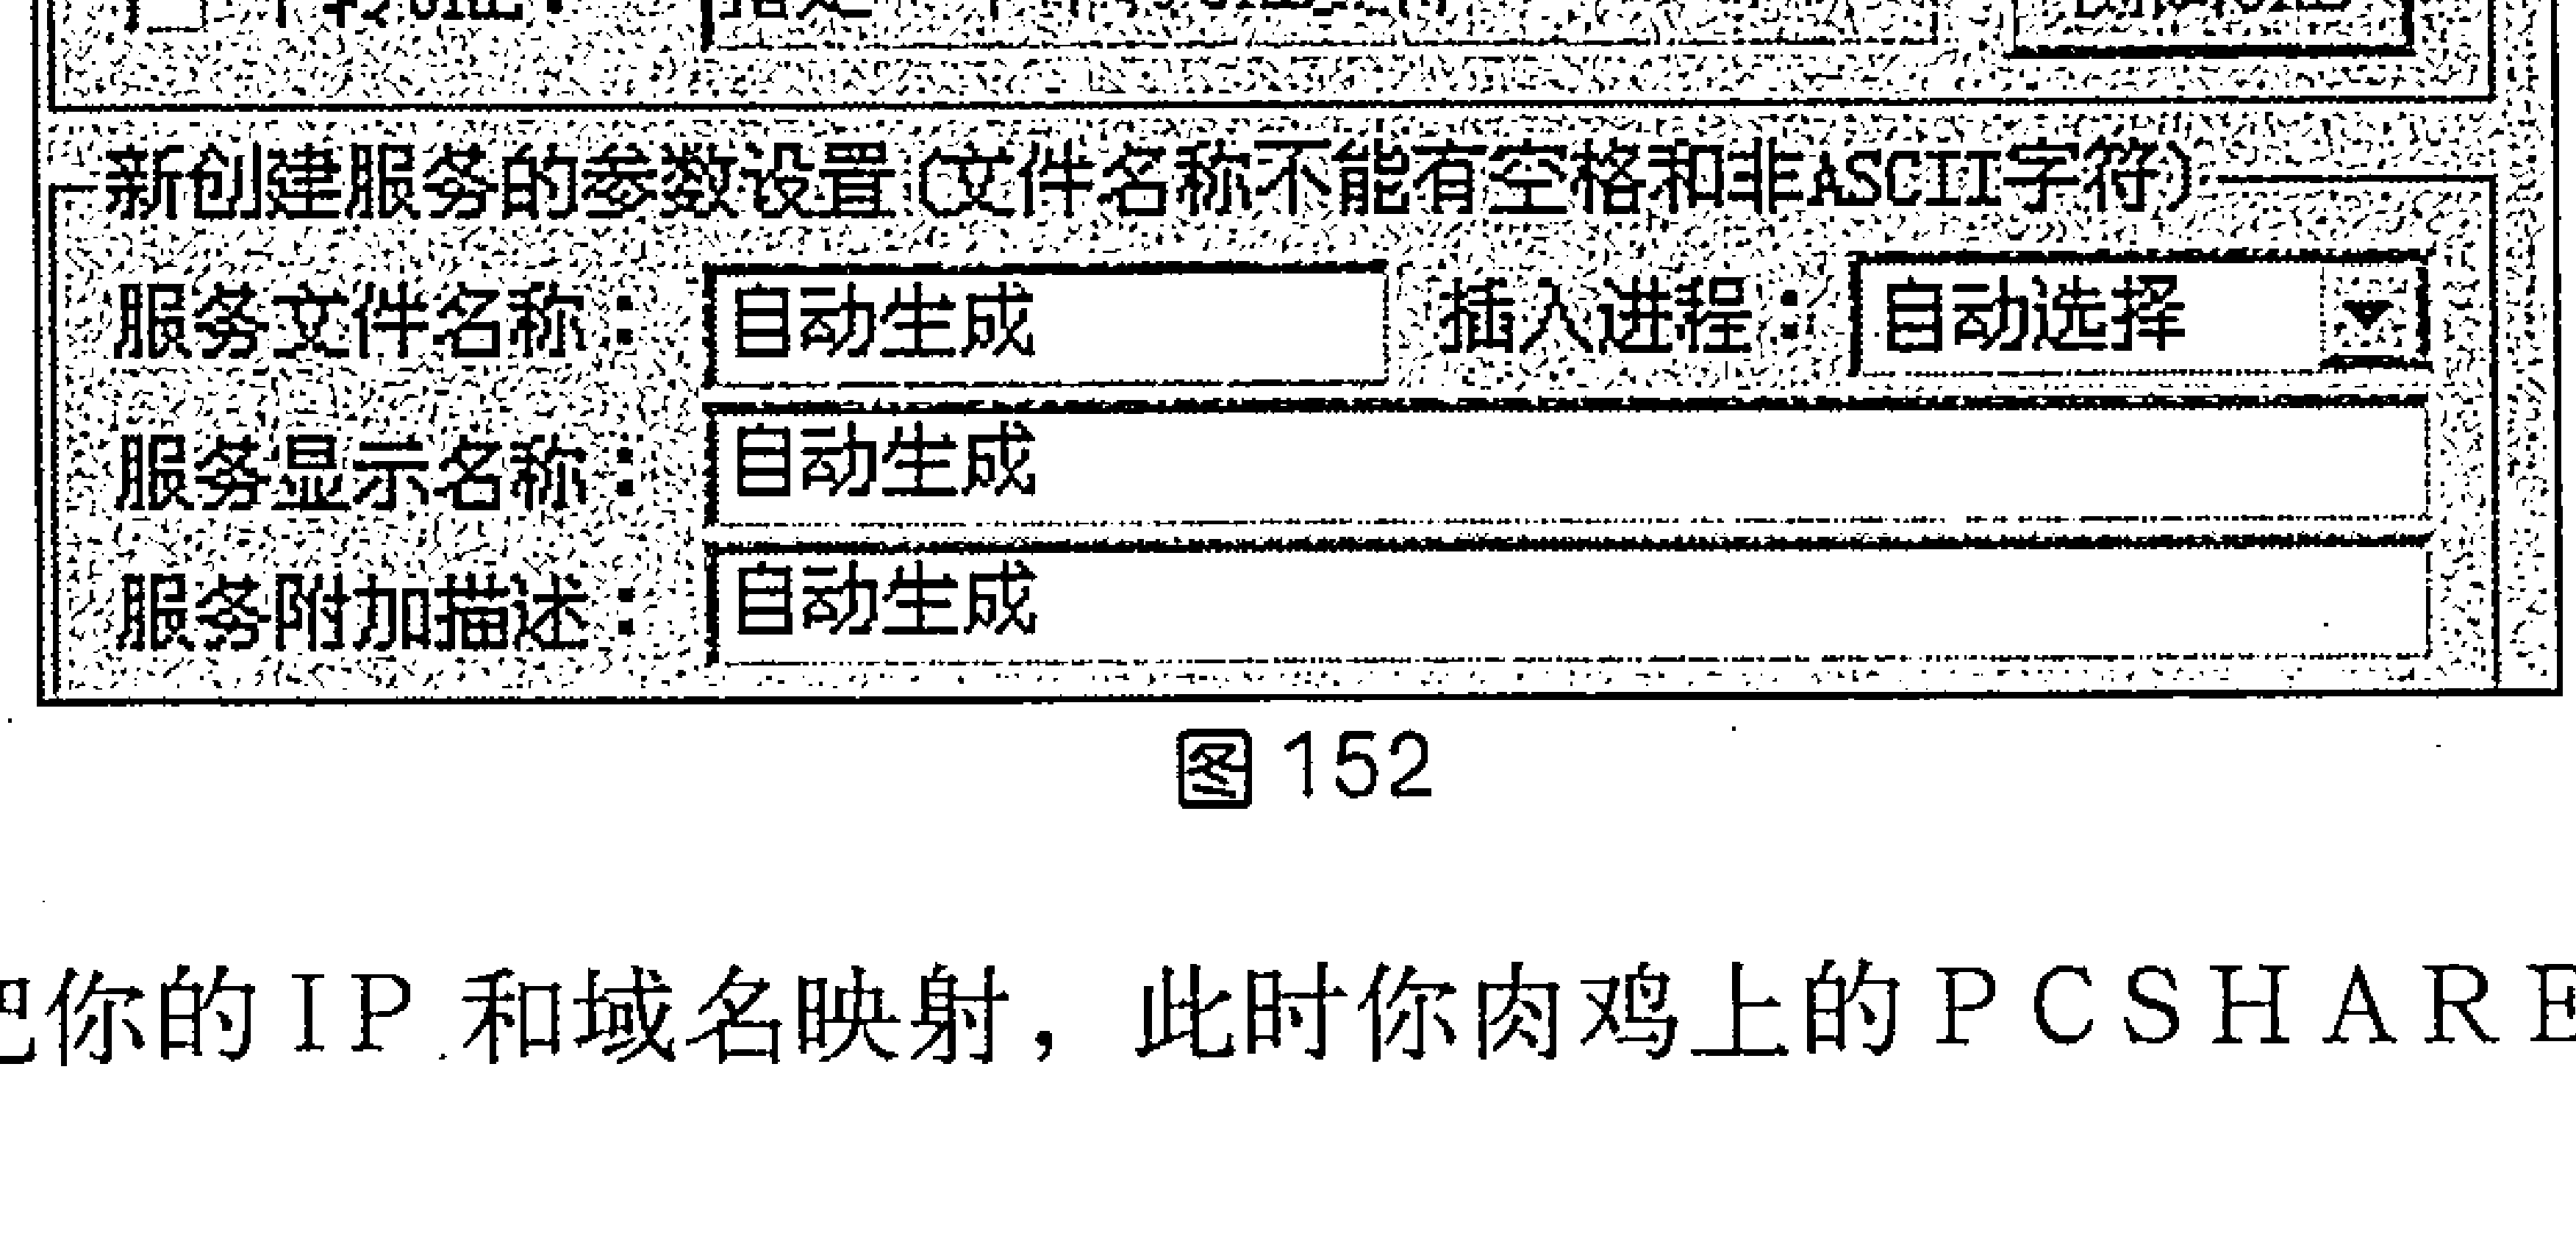 新创建服务的参数设置(文件名称不能有空格和非ASCII字符)
服务文件名称: 自动生成 插入进程: 自动选择
服务显示名称: 自动生成
服务附加描述: 自动生成
图 152
把你的IP和域名映射，此时你肉鸡上的PCSHARE